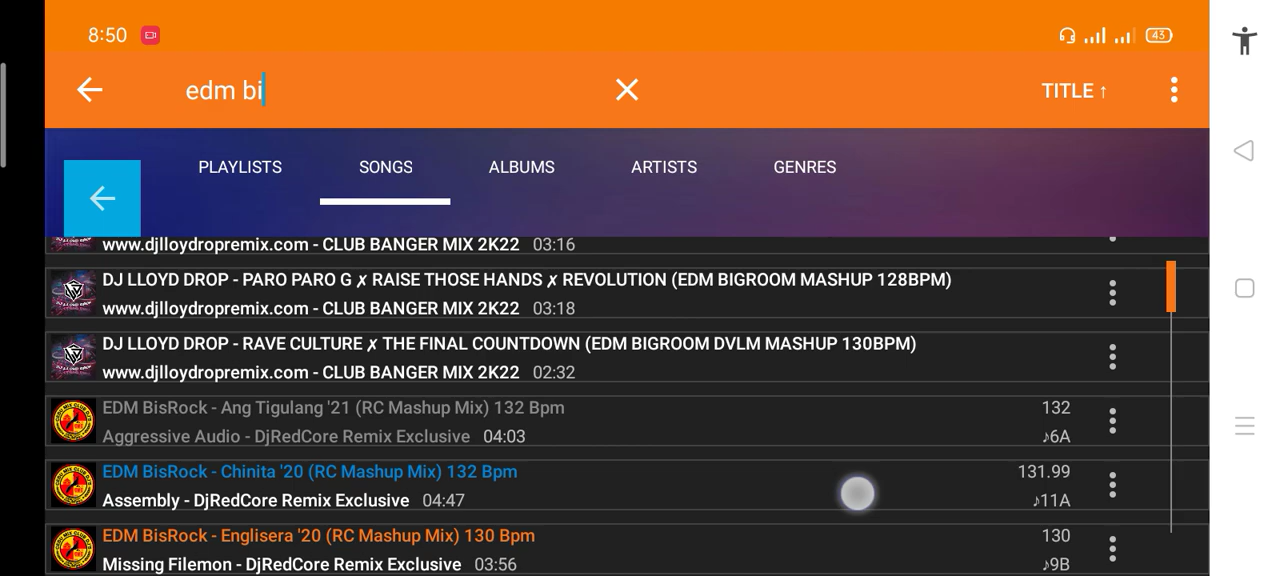 8:50
43
edm bi
TITLE ↑
PLAYLISTS SONGS ALBUMS ARTISTS GENRES
www.djlloydropremix.com - CLUB BANGER MIX 2K22 03:16
DJ LLOYD DROP - PARO PARO G ✗ RAISE THOSE HANDS ✗ REVOLUTION (EDM BIGROOM MASHUP 128BPM)
www.djlloydropremix.com - CLUB BANGER MIX 2K22 03:18
DJ LLOYD DROP - RAVE CULTURE ✗ THE FINAL COUNTDOWN (EDM BIGROOM DVLM MASHUP 130BPM)
www.djlloydropremix.com - CLUB BANGER MIX 2K22 02:32
EDM BisRock - Ang Tigulang '21 (RC Mashup Mix) 132 Bpm 132
Aggressive Audio - DjRedCore Remix Exclusive 04:03 ♪6A
EDM BisRock - Chinita '20 (RC Mashup Mix) 132 Bpm 131.99
Assembly - DjRedCore Remix Exclusive 04:47 ♪11A
EDM BisRock - Englisera '20 (RC Mashup Mix) 130 Bpm 130
Missing Filemon - DjRedCore Remix Exclusive 03:56 ♪9B